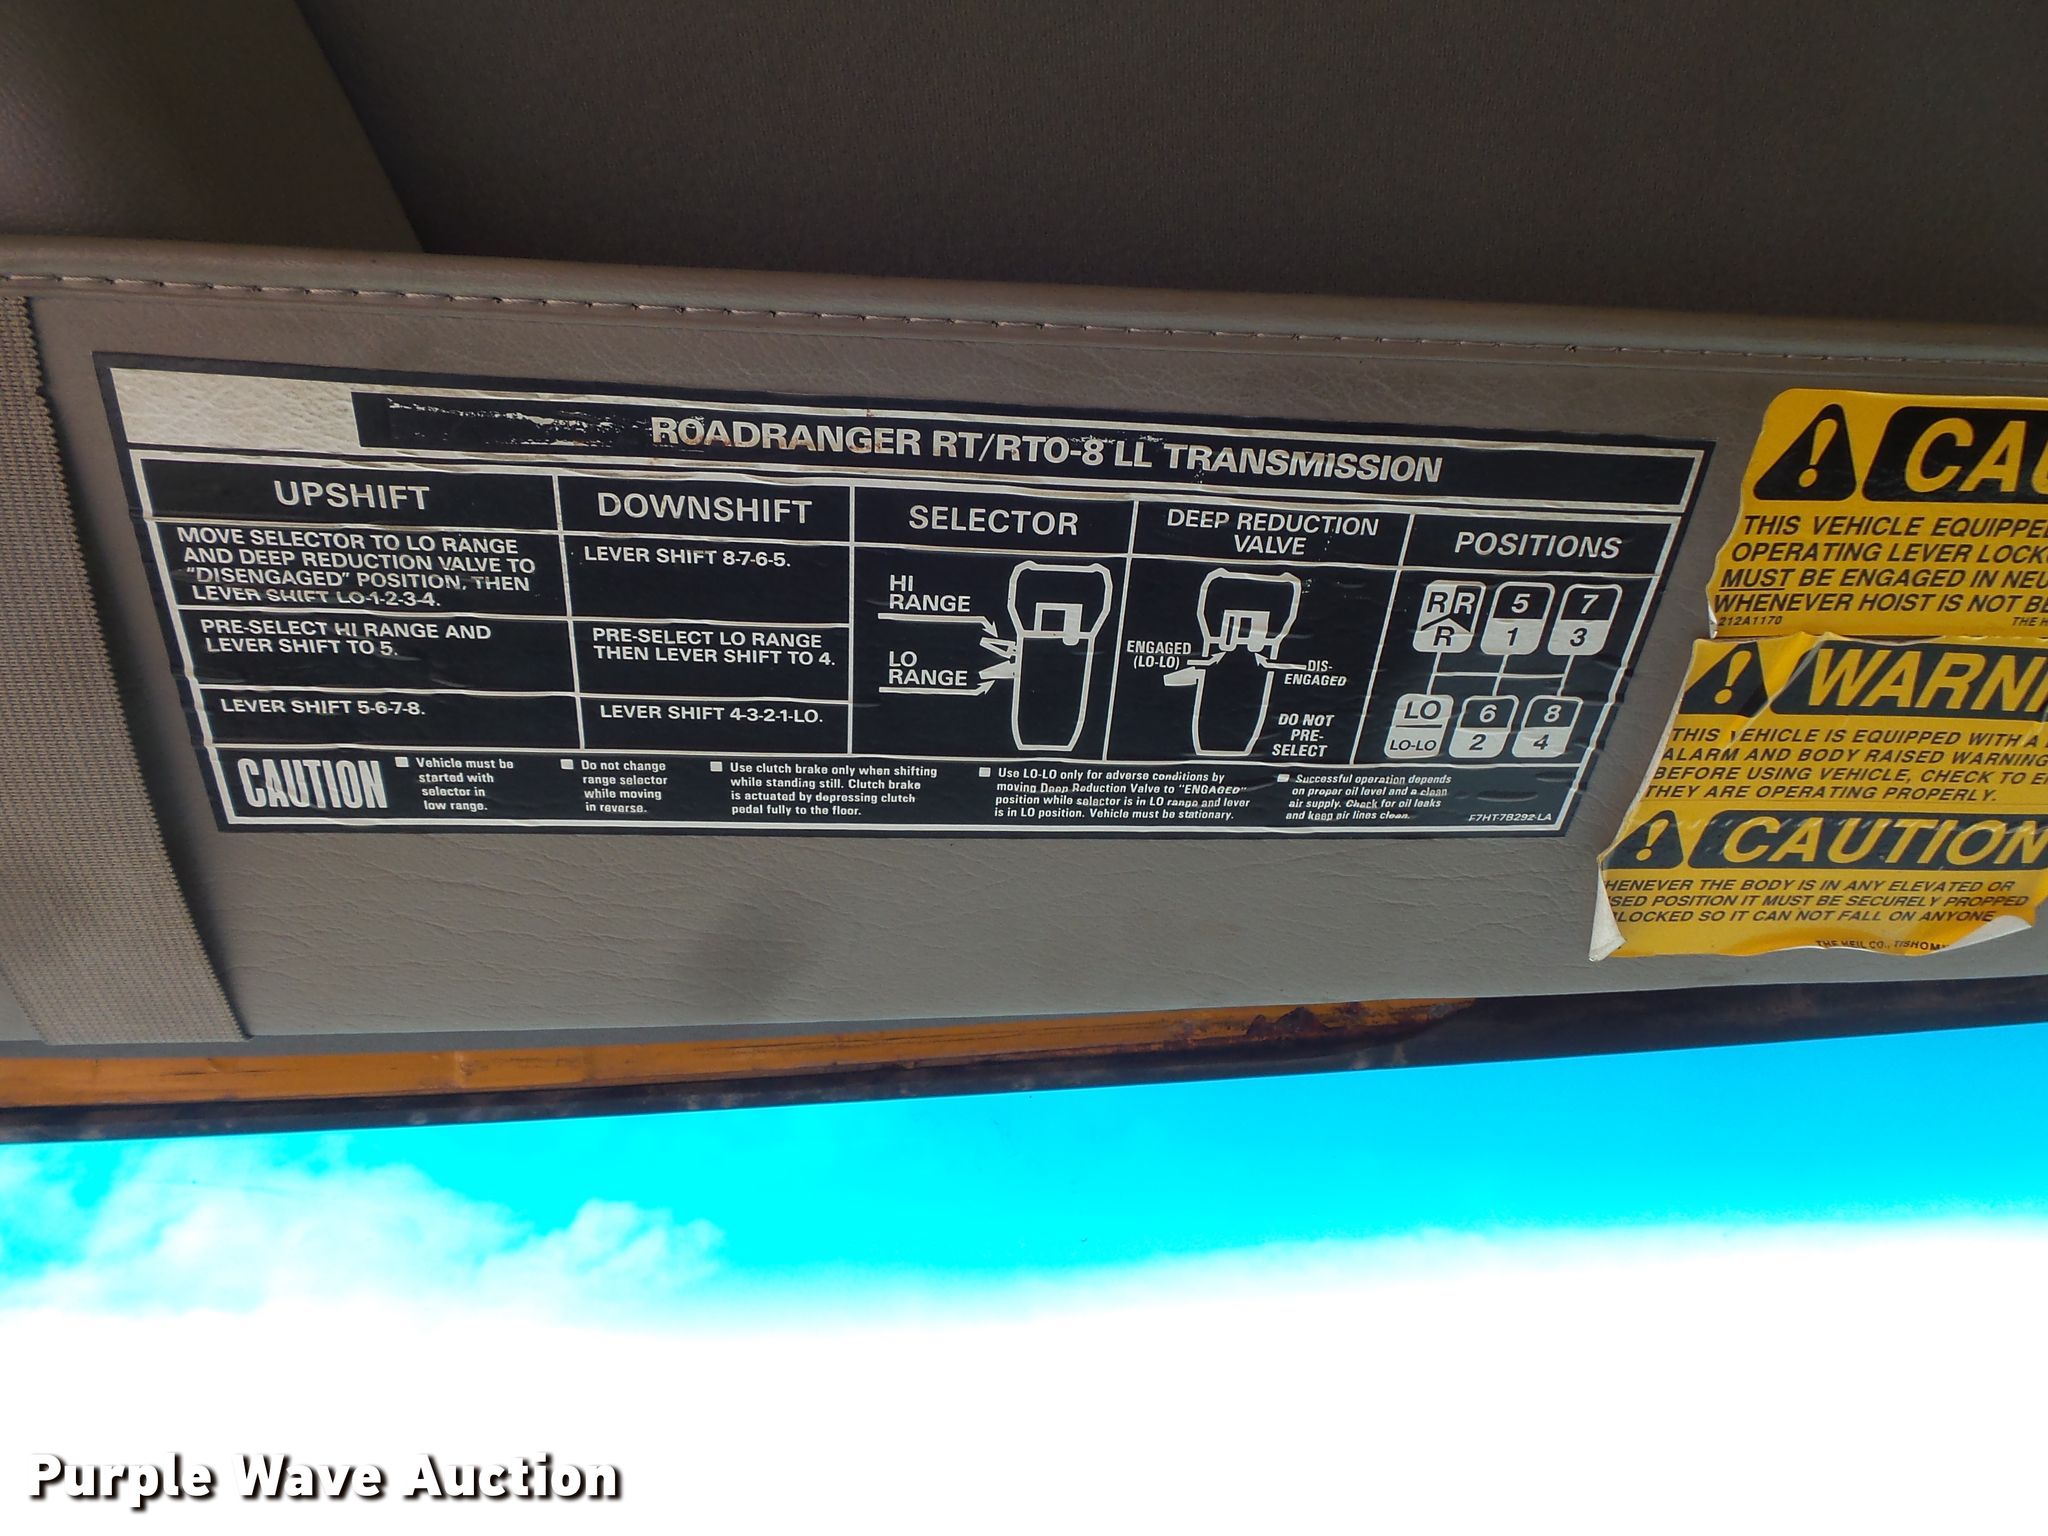 ROADRANGER RT/RTO-8 LL TRANSMISSION
UPSHIFT
MOVE SELECTOR TO LO RANGE
AND DEEP REDUCTION VALVE TO
"DISENGAGED" POSITION, THEN
LEVER SHIFT LO-1-2-3-4.
PRE-SELECT HI RANGE AND
LEVER SHIFT TO 5.
LEVER SHIFT 5-6-7-8.
DOWNSHIFT
LEVER SHIFT 8-7-6-5.
PRE-SELECT LO RANGE
THEN LEVER SHIFT TO 4.
LEVER SHIFT 4-3-2-1-LO.
SELECTOR
HI
RANGE
LO
RANGE
DEEP REDUCTION
VALVE
ENGAGED
(LO-LO)
DIS-
ENGAGED
DO NOT
PRE-
SELECT
POSITIONS
R R 5 7
R 1 3
LO 6 8
LO-LO 2 4
CAUTION
Vehicle must be
started with
selector in
low range.
Do not change
range selector
while moving
in reverse.
Use clutch brake only when shifting
while standing still. Clutch brake
is actuated by depressing clutch
pedal fully to the floor.
Use LO-LO only for adverse conditions by
moving Deep Reduction Valve to "ENGAGED"
position while selector is in LO range and lever
is in LO position. Vehicle must be stationary.
Successful operation depends
on proper oil level and a clean
air supply. Check for oil leaks
and keep air lines clean.
F7HT-7B292-LA
! CAU
THIS VEHICLE EQUIPPE
OPERATING LEVER LOCK
MUST BE ENGAGED IN NEU
WHENEVER HOIST IS NOT BE
212A1170 THE H
! WARNI
THIS VEHICLE IS EQUIPPED WITH A
ALARM AND BODY RAISED WARNING
BEFORE USING VEHICLE, CHECK TO E
THEY ARE OPERATING PROPERLY.
! CAUTION
HENEVER THE BODY IS IN ANY ELEVATED OR
SED POSITION IT MUST BE SECURELY PROPPED
LOCKED SO IT CAN NOT FALL ON ANYONE
THE HEIL CO., TISHOMI
Purple Wave Auction